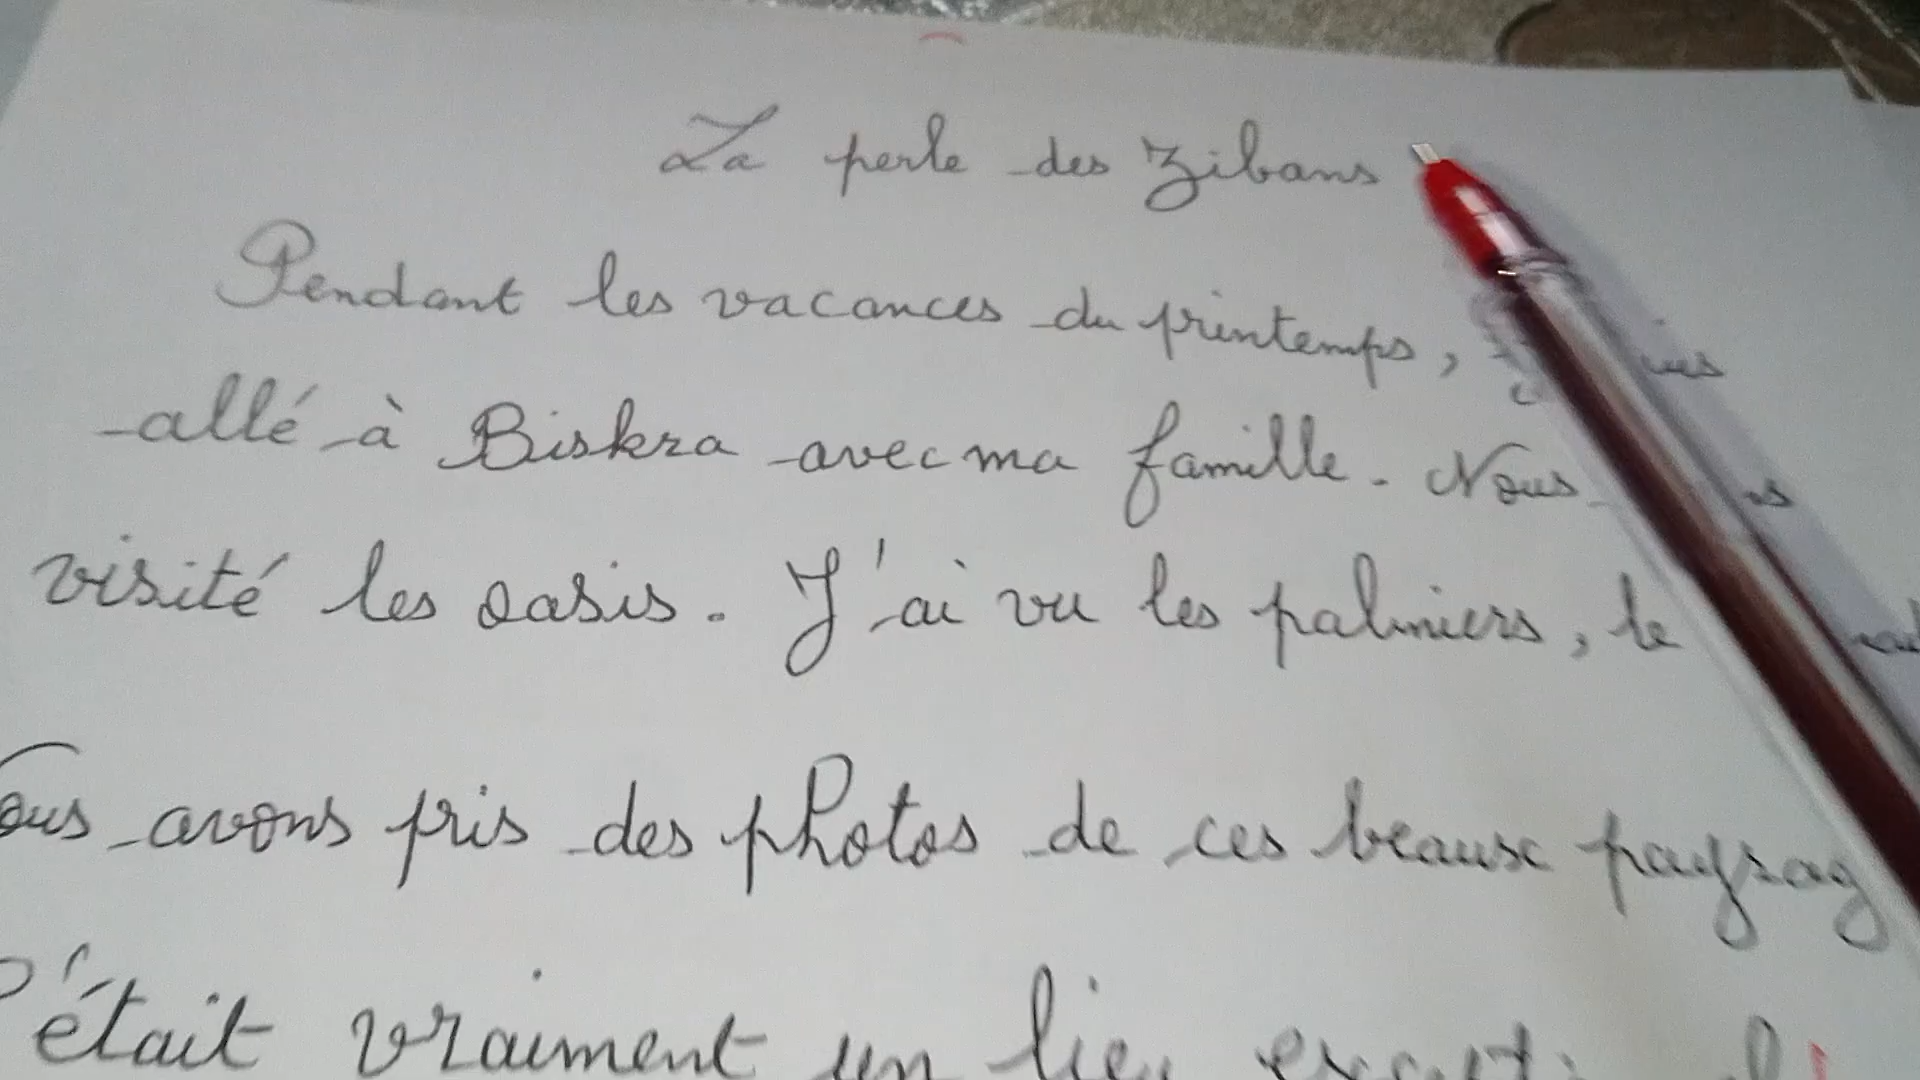 La perle des Zibans
Pendant les vacances du printemps,
allé à Biskra avec ma famille. Nous
visité les oasis. J'ai vu les palmiers, le
avons pris des photos de ces beaux
était vraiment un lieu